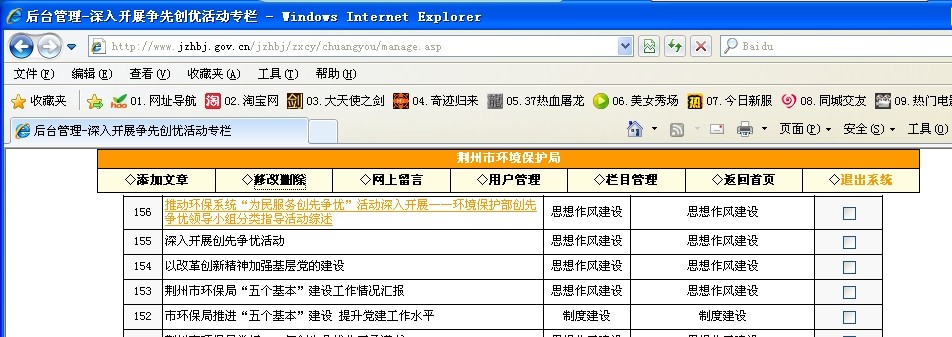 后台管理-深入开展争先创优活动专栏 - Windows Internet Explorer
http://www.jzhbj.gov.cn/jzhbj/zxcy/chuangyou/manage.asp
Baidu
文件(F) 编辑(E) 查看(V) 收藏夹(A) 工具(T) 帮助(H)
收藏夹 hao 01. 网址导航 淘 02. 淘宝网 剑 03. 大天使之剑 04. 奇迹归来 龍 05. 37热血屠龙 06. 美女秀场 07. 今日新服 08. 同城交友 09. 热门电
后台管理-深入开展争先创优活动专栏
页面(P) 安全(S) 工具(O)
荆州市环境保护局
◇添加文章 ◇修改删除 ◇网上留言 ◇用户管理 ◇栏目管理 ◇返回首页 ◇退出系统
156 推动环保系统“为民服务创先争优”活动深入开展——环境保护部创先
争优领导小组分类指导活动综述 思想作风建设 思想作风建设
155 深入开展创先争优活动 思想作风建设 思想作风建设
154 以改革创新精神加强基层党的建设 思想作风建设 思想作风建设
153 荆州市环保局“五个基本”建设工作情况汇报 思想作风建设 思想作风建设
152 市环保局推进“五个基本”建设 提升党建工作水平 制度建设 制度建设